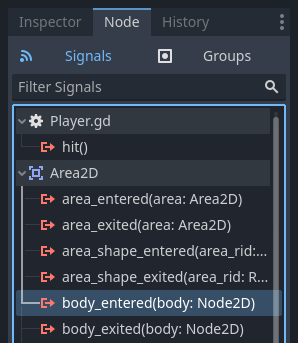 Inspector Node History
Signals Groups
Filter Signals
Player.gd
hit()
Area2D
area_entered(area: Area2D)
area_exited(area: Area2D)
area_shape_entered(area_rid:...
area_shape_exited(area_rid: R...
body_entered(body: Node2D)
body_exited(body: Node2D)